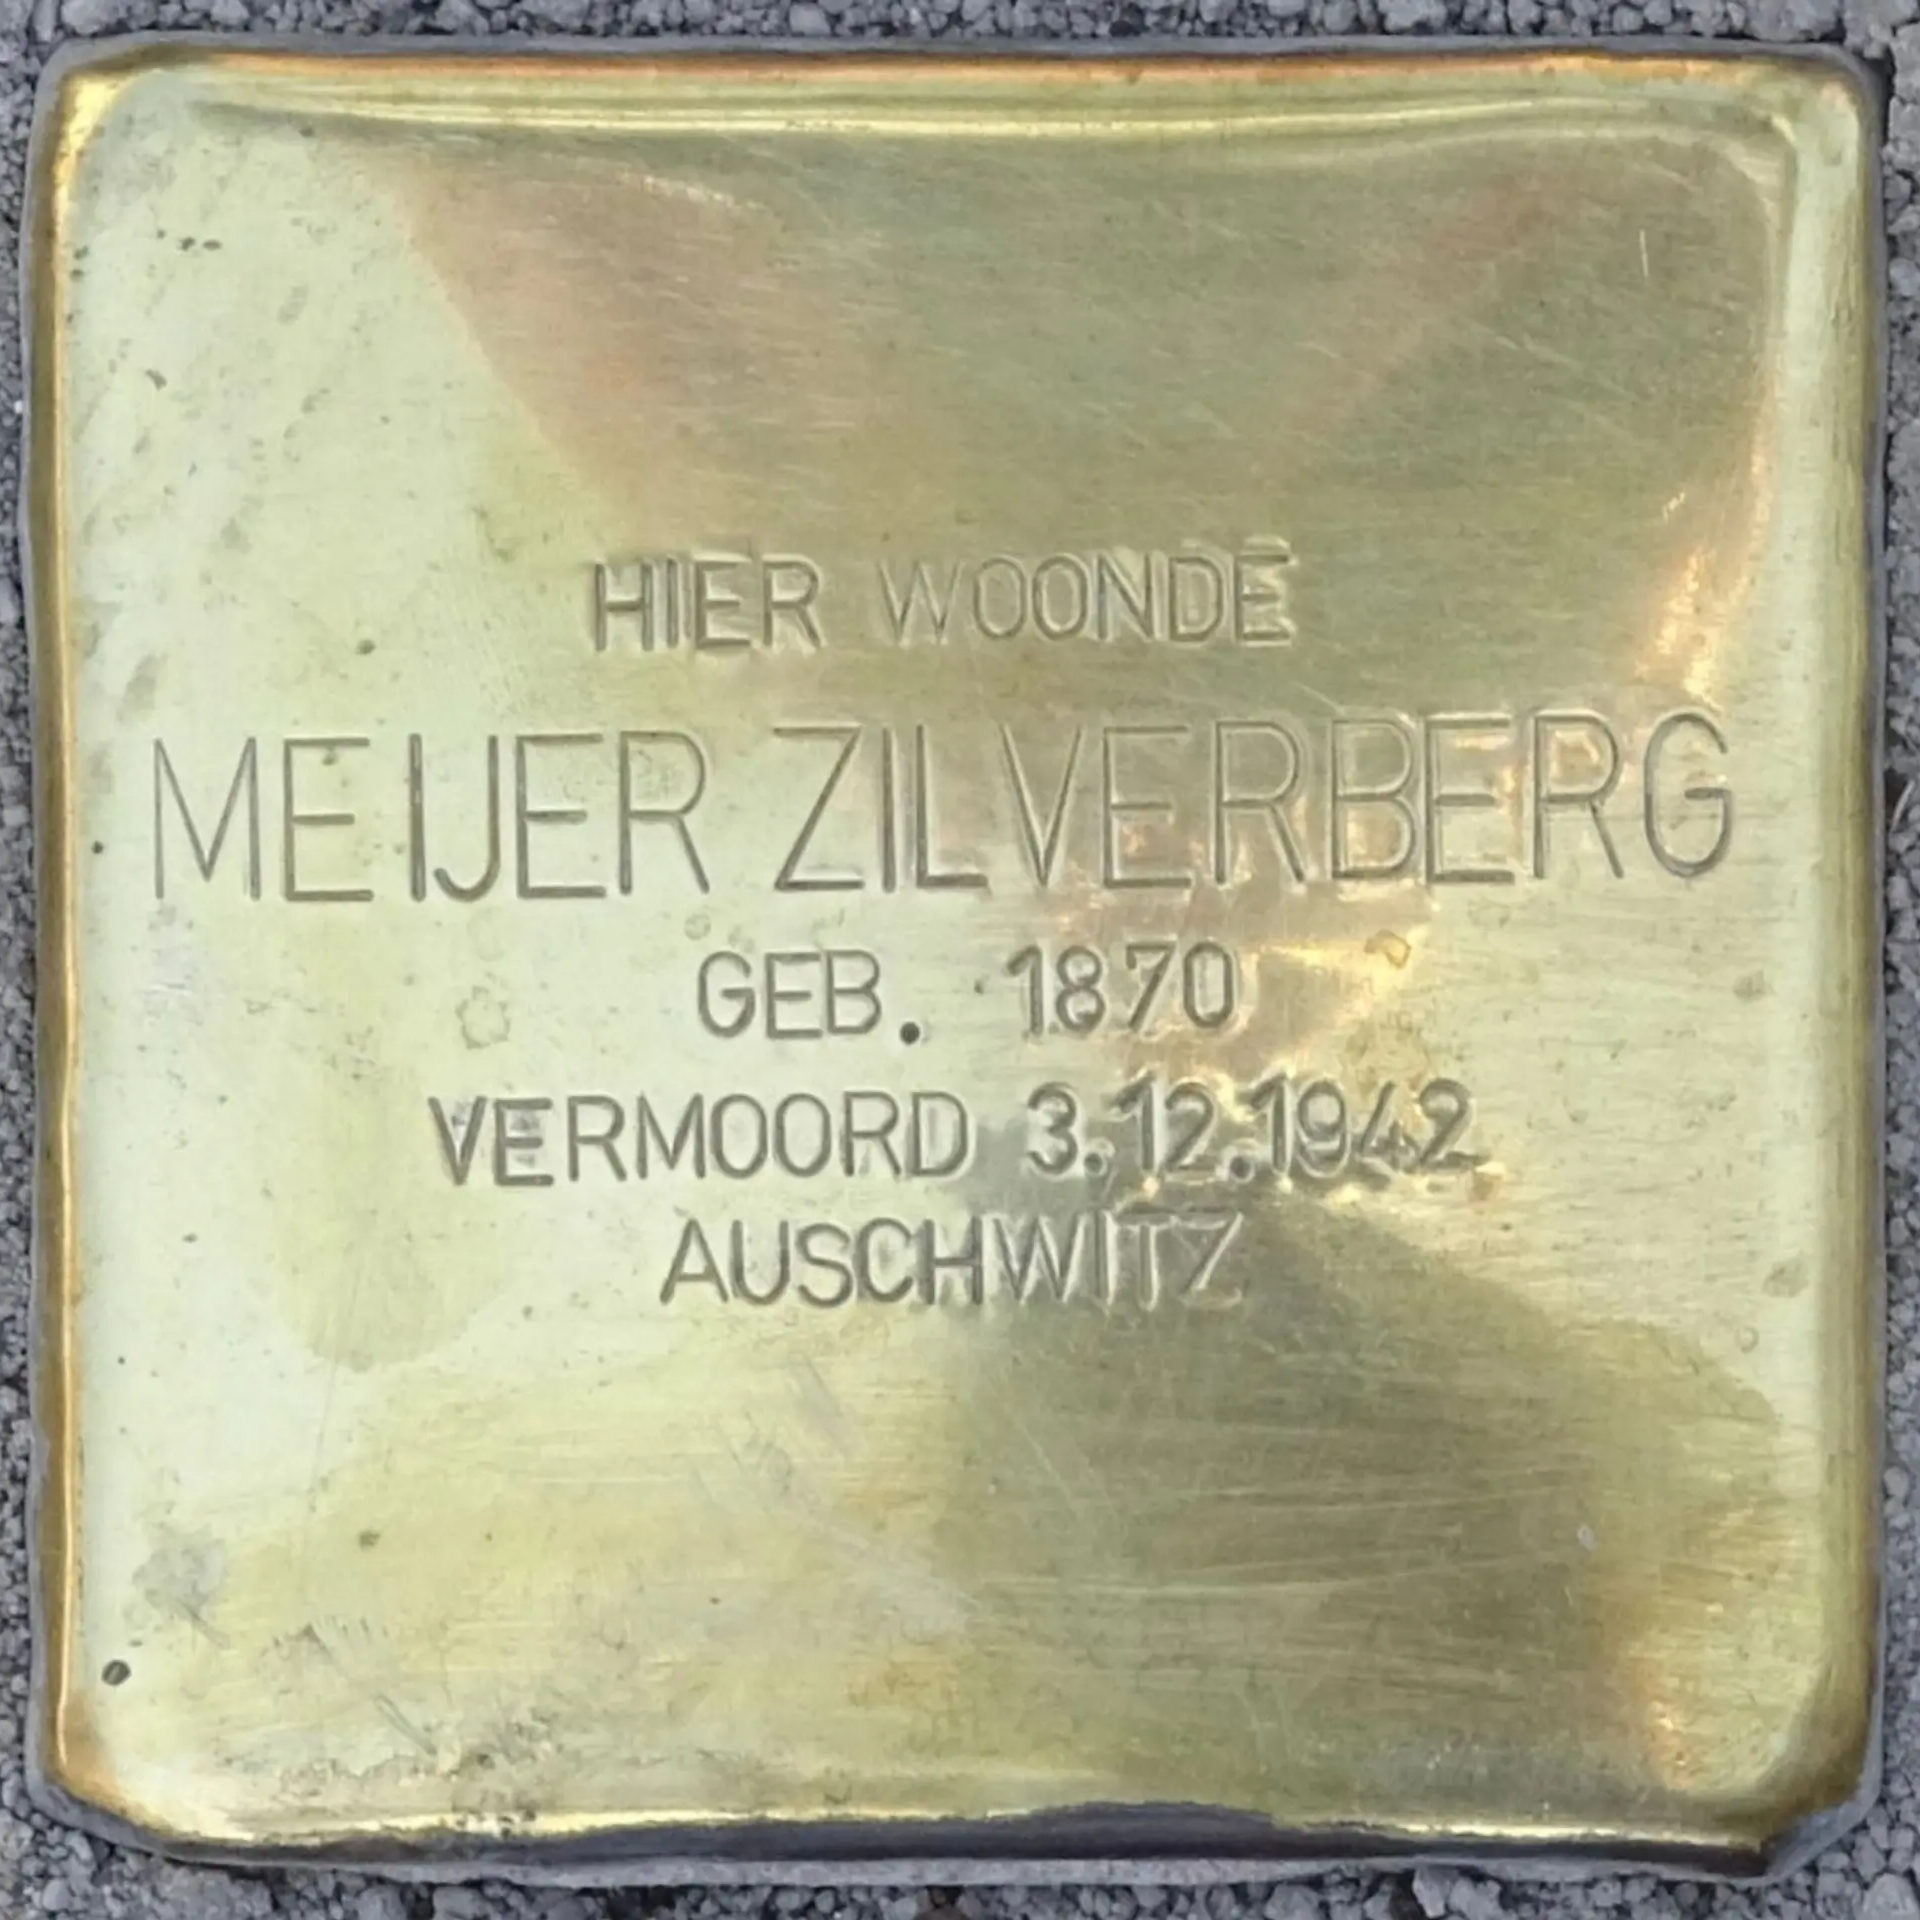 HIER WOONDE
MEIJER ZILVERBERG
GEB. 1870
VERMOORD 3.12.1942
AUSCHWITZ